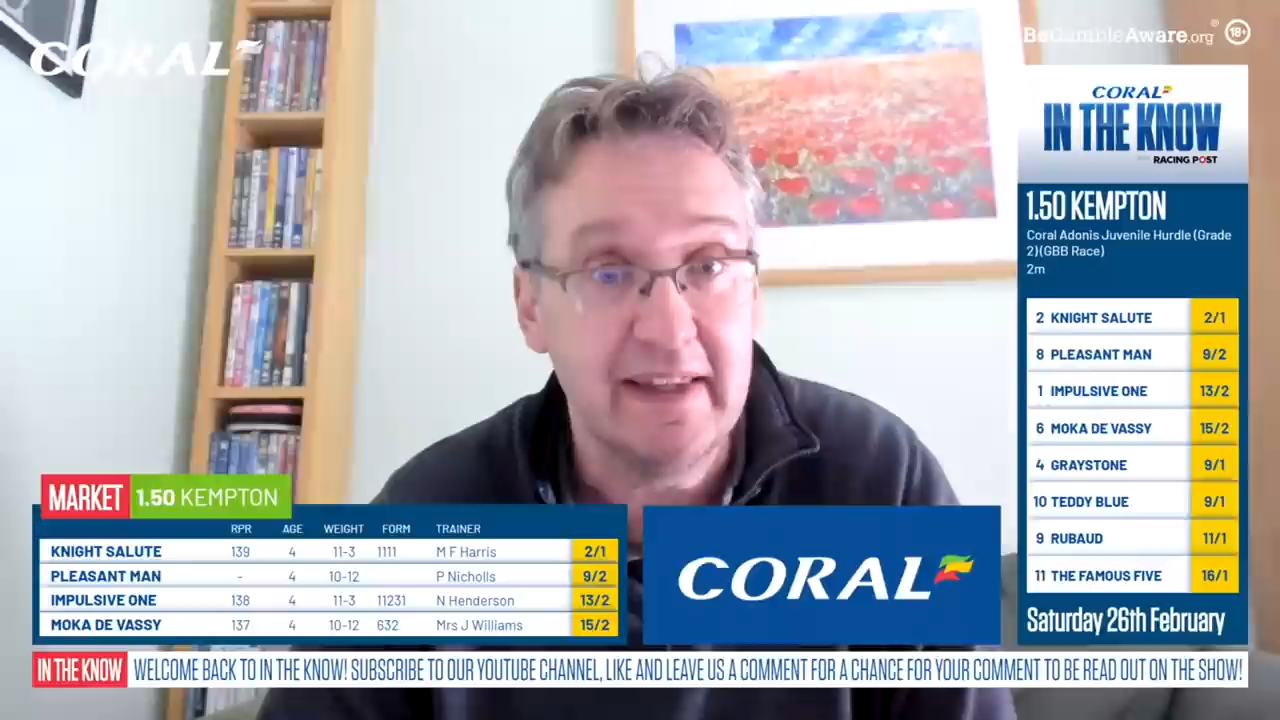 CORAL
BeGambleAware.org® 18+
CORAL
IN THE KNOW
WITH RACING POST
1.50 KEMPTON
Coral Adonis Juvenile Hurdle (Grade
2) (GBB Race)
2m
2 KNIGHT SALUTE 2/1
8 PLEASANT MAN 9/2
1 IMPULSIVE ONE 13/2
6 MOKA DE VASSY 15/2
4 GRAYSTONE 9/1
10 TEDDY BLUE 9/1
9 RUBAUD 11/1
11 THE FAMOUS FIVE 16/1
Saturday 26th February
MARKET 1.50 KEMPTON
RPR AGE WEIGHT FORM TRAINER
KNIGHT SALUTE 139 4 11-3 1111 M F Harris 2/1
PLEASANT MAN - 4 10-12 P Nicholls 9/2
IMPULSIVE ONE 138 4 11-3 11231 N Henderson 13/2
MOKA DE VASSY 137 4 10-12 632 Mrs J Williams 15/2
CORAL
IN THE KNOW WELCOME BACK TO IN THE KNOW! SUBSCRIBE TO OUR YOUTUBE CHANNEL, LIKE AND LEAVE US A COMMENT FOR A CHANCE FOR YOUR COMMENT TO BE READ OUT ON THE SHOW!